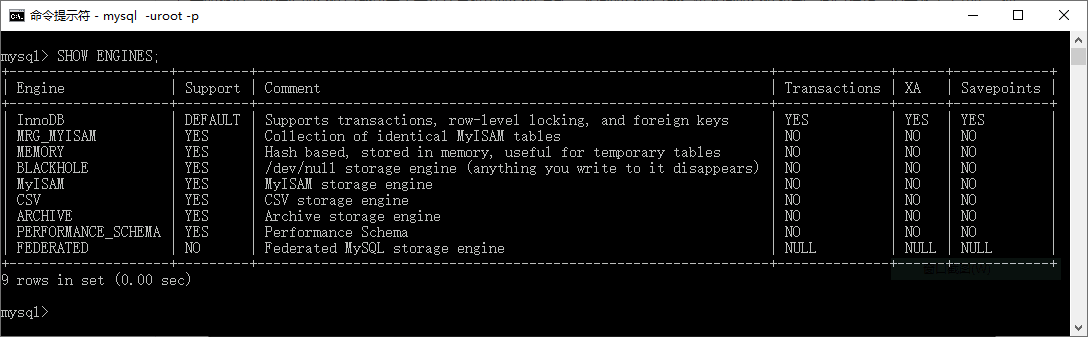 命令提示符 - mysql -uroot -p
mysql> SHOW ENGINES;
+--------------------+---------+----------------------------------------------------------------+--------------+------+------------+
| Engine             | Support | Comment                                                        | Transactions | XA   | Savepoints |
+--------------------+---------+----------------------------------------------------------------+--------------+------+------------+
| InnoDB             | DEFAULT | Supports transactions, row-level locking, and foreign keys     | YES          | YES  | YES        |
| MRG_MYISAM         | YES     | Collection of identical MyISAM tables                          | NO           | NO   | NO         |
| MEMORY             | YES     | Hash based, stored in memory, useful for temporary tables      | NO           | NO   | NO         |
| BLACKHOLE          | YES     | /dev/null storage engine (anything you write to it disappears) | NO           | NO   | NO         |
| MyISAM             | YES     | MyISAM storage engine                                          | NO           | NO   | NO         |
| CSV                | YES     | CSV storage engine                                             | NO           | NO   | NO         |
| ARCHIVE            | YES     | Archive storage engine                                         | NO           | NO   | NO         |
| PERFORMANCE_SCHEMA | YES     | Performance Schema                                             | NO           | NO   | NO         |
| FEDERATED          | NO      | Federated MySQL storage engine                                 | NULL         | NULL | NULL       |
+--------------------+---------+----------------------------------------------------------------+--------------+------+------------+
9 rows in set (0.00 sec)
mysql>